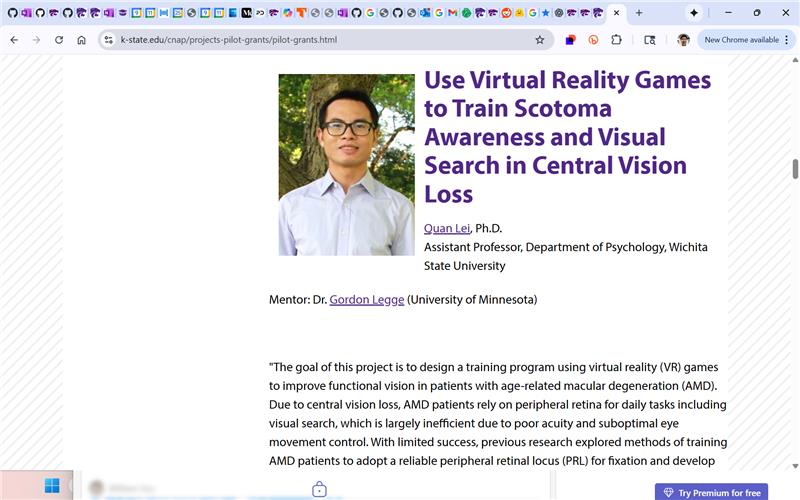 k-state.edu/cnap/projects-pilot-grants/pilot-grants.html
New Chrome available
Use Virtual Reality Games
to Train Scotoma
Awareness and Visual
Search in Central Vision
Loss
Quan Lei, Ph.D.
Assistant Professor, Department of Psychology, Wichita
State University
Mentor: Dr. Gordon Legge (University of Minnesota)
"The goal of this project is to design a training program using virtual reality (VR) games
to improve functional vision in patients with age-related macular degeneration (AMD).
Due to central vision loss, AMD patients rely on peripheral retina for daily tasks including
visual search, which is largely inefficient due to poor acuity and suboptimal eye
movement control. With limited success, previous research explored methods of training
AMD patients to adopt a reliable peripheral retinal locus (PRL) for fixation and develop
Try Premium for free